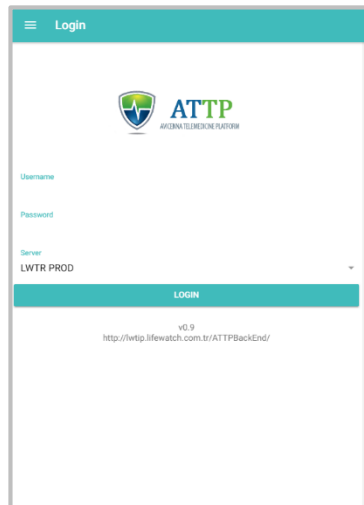 Login
ATTP
AVICENNA TELEMEDICINE PLATFORM
Username
Password
Server
LWTR PROD
LOGIN
v0.9
http://lwtip.lifewatch.com.tr/ATTPBackEnd/